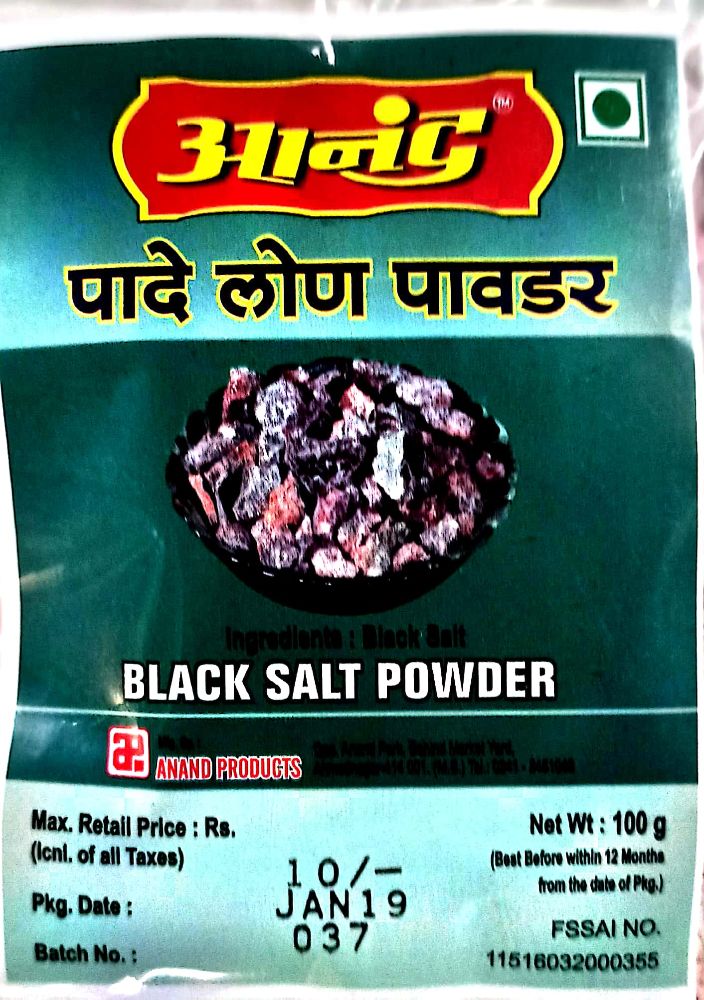 आनंद TM
पादे लोण पावडर
Ingredients : Black Salt
BLACK SALT POWDER
ANAND PRODUCTS
Max. Retail Price : Rs.
(Icnl. of all Taxes)
10/-
Pkg. Date :
JAN19
Batch No. :
037
Net Wt : 100 g
(Best Before within 12 Months
from the date of Pkg.)
FSSAI NO.
11516032000355